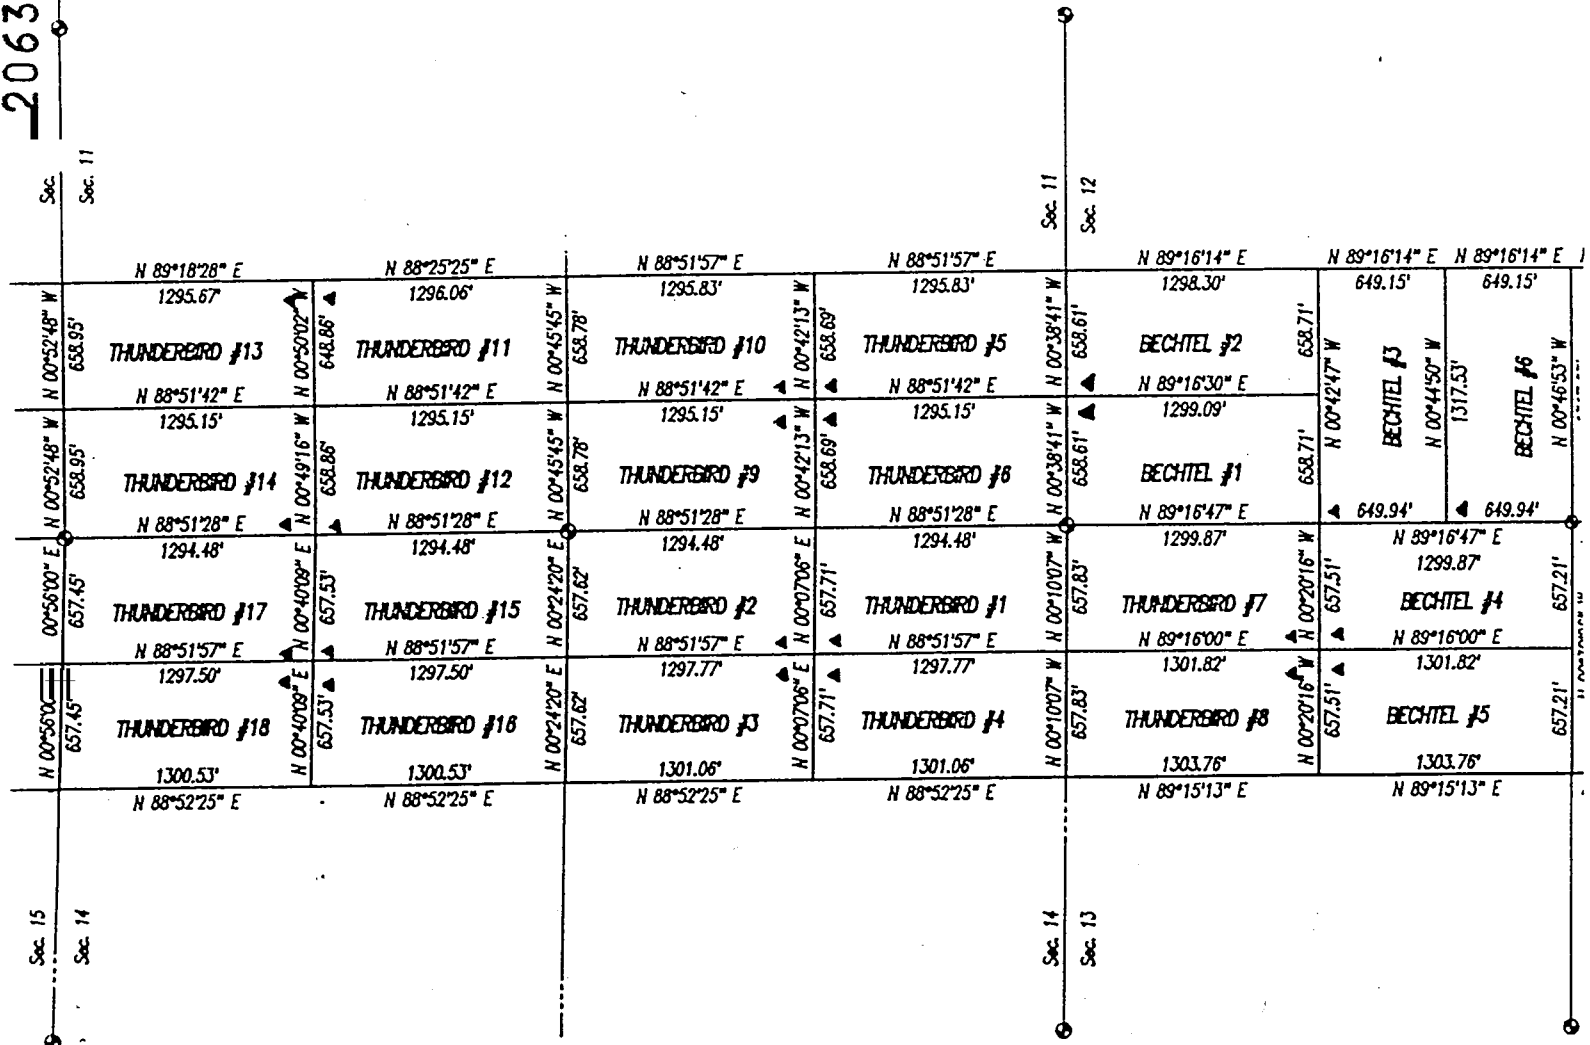 2063
Sec.
Sec. 11
Sec. 11
Sec. 12
N 89°18'28" E
N 88°25'25" E
N 88°51'57" E
N 88°51'57" E
N 89°16'14" E
N 89°16'14" E
N 89°16'14" E
1295.67'
1296.06'
1295.83'
1295.83'
1298.30'
649.15'
649.15'
N 00°52'48" W
658.95'
THUNDERBIRD #13
N 00°50'02" W
648.86'
THUNDERBIRD #11
N 00°45'45" W
658.78'
THUNDERBIRD #10
N 00°42'13" W
658.69'
THUNDERBIRD #5
N 00°38'41" W
658.61'
BECHTEL #2
658.71'
N 00°42'47" W
BECHTEL #3
N 00°44'50" W
1317.53'
BECHTEL #6
N 00°46'53" W
N 88°51'42" E
N 88°51'42" E
N 88°51'42" E
N 88°51'42" E
N 89°16'30" E
1295.15'
1295.15'
1295.15'
1295.15'
1299.09'
N 00°52'48" W
658.95'
THUNDERBIRD #14
N 00°49'16" W
658.86'
THUNDERBIRD #12
N 00°45'45" W
658.78'
THUNDERBIRD #9
N 00°42'13" W
658.69'
THUNDERBIRD #6
N 00°38'41" W
658.61'
BECHTEL #1
658.71'
N 88°51'28" E
N 88°51'28" E
N 88°51'28" E
N 88°51'28" E
N 89°16'47" E
649.94'
649.94'
1294.48'
1294.48'
1294.48'
1294.48'
1299.87'
N 89°16'47" E
1299.87'
00°56'00" E
657.45'
THUNDERBIRD #17
N 00°40'09" E
657.53'
THUNDERBIRD #15
N 00°24'20" E
657.62'
THUNDERBIRD #2
N 00°07'06" E
657.71'
THUNDERBIRD #1
N 00°10'07" W
657.83'
THUNDERBIRD #7
N 00°20'16" W
657.51'
BECHTEL #4
657.21'
N 88°51'57" E
N 88°51'57" E
N 88°51'57" E
N 88°51'57" E
N 89°16'00" E
N 89°16'00" E
1297.50'
1297.50'
1297.77'
1297.77'
1301.82'
1301.82'
N 00°56'00
657.45'
THUNDERBIRD #18
N 00°40'09" E
657.53'
THUNDERBIRD #16
N 00°24'20" E
657.62'
THUNDERBIRD #3
N 00°07'06" E
657.71'
THUNDERBIRD #4
N 00°10'07" W
657.83'
THUNDERBIRD #8
N 00°20'16" W
657.51'
BECHTEL #5
657.21'
1300.53'
1300.53'
1301.06'
1301.06'
1303.76'
1303.76'
N 88°52'25" E
N 88°52'25" E
N 88°52'25" E
N 88°52'25" E
N 89°15'13" E
N 89°15'13" E
Sec. 15
Sec. 14
Sec. 14
Sec. 13